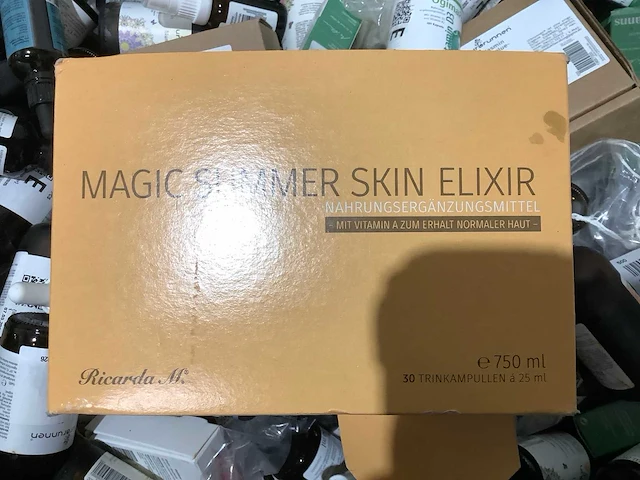 MAGIC SUMMER SKIN ELIXIR
NAHRUNGSERGÄNZUNGSMITTEL
- MIT VITAMIN A ZUM ERHALT NORMALER HAUT -
Ricarda M.
℮ 750 ml
30 TRINKAMPULLEN á 25 ml